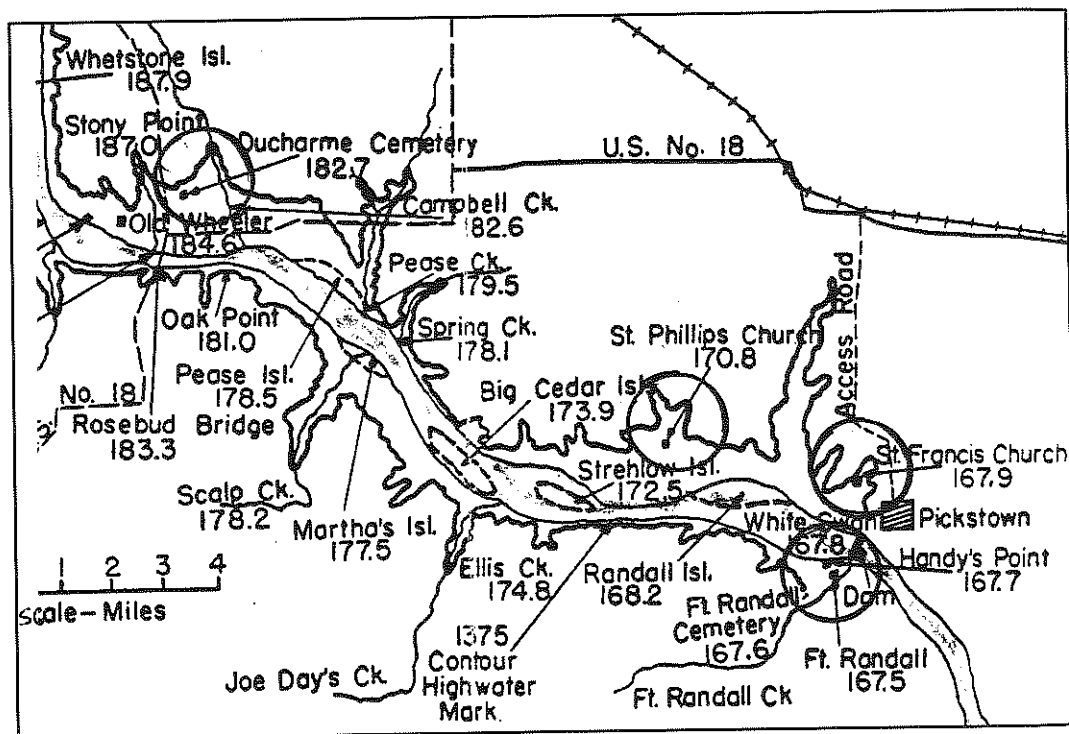 Whetstone Isl.
187.9
Stony Point
187.0
Ducharme Cemetery
182.7
U.S. No. 18
Old Wheeler
184.6
Campbell Ck.
182.6
Pease Ck.
179.5
Oak Point
181.0
Spring Ck.
178.1
St. Phillips Church
170.8
Access Road
Pease Isl.
178.5
No. 18
Rosebud Bridge
183.3
Big Cedar Isl.
173.9
Strehlow Isl.
172.5
St. Francis Church
167.9
Scalp Ck.
178.2
Martha's Isl.
177.5
White Swan
67.8
Pickstown
Handy's Point
167.7
1 2 3 4
Scale-Miles
Ellis Ck.
174.8
Randall Isl.
168.2
Ft. Randall
Dam
Cemetery
167.6
1375
Contour
Highwater
Mark.
Joe Day's Ck.
Ft. Randall
167.5
Ft. Randall Ck